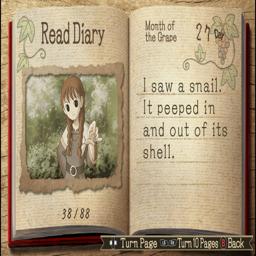 Read Diary
38/88
Month of
the Grape
27 Day
I saw a snail.
It peeped in
and out of its
shell.
Turn Page Turn 10 Pages B Back